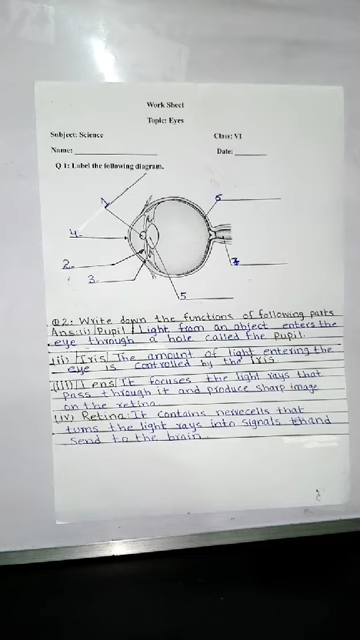 Work Sheet
Topic: Eyes
Subject: Science Class: VI
Name: Date:
Q 1: Label the following diagram.
1.
6
4.
2.
7
3.
5
Q2: Write down the functions of following parts
Ans:(i) Pupil Light from an object enters the
eye through a hole called the pupil.
(ii) Iris The amount of light entering the
eye is controlled by the Iris
(iii) Lens It focuses the light rays that
pass through it and produce sharp image
on the retina
(iv) Retina: It contains nervecells that
turns the light rays into signals thand
send to the brain